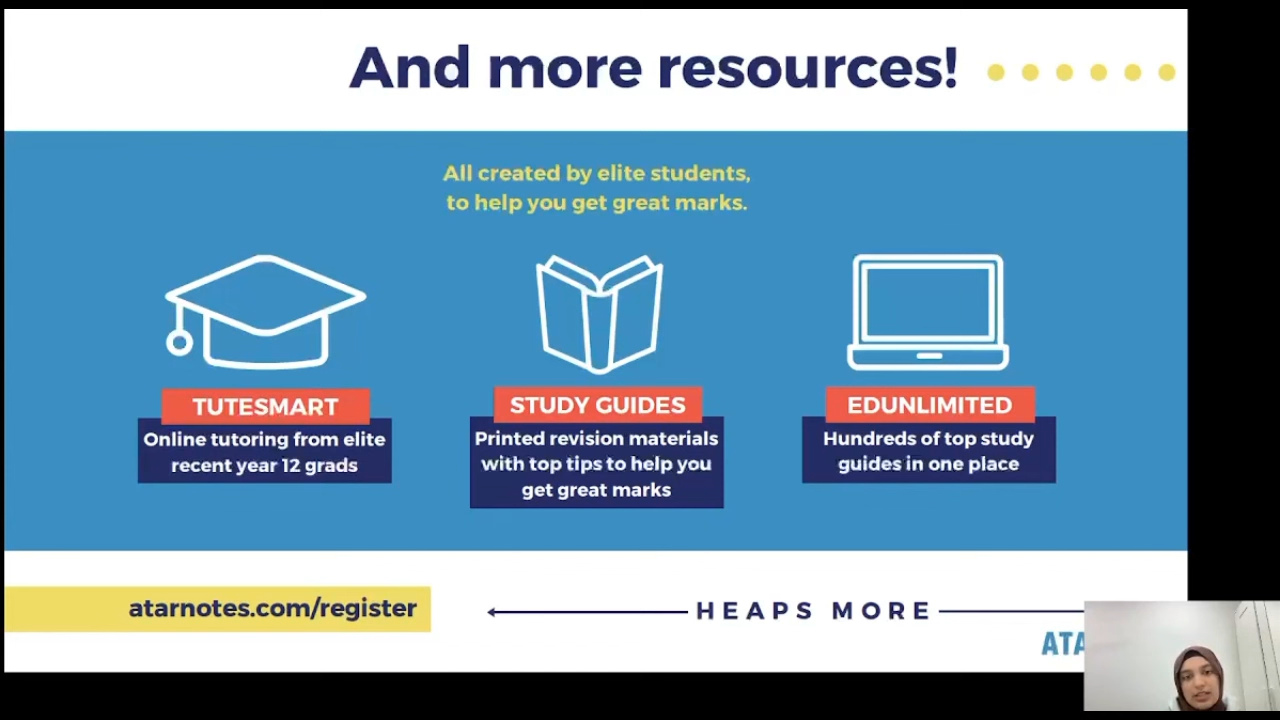 And more resources!
All created by elite students,
to help you get great marks.
TUTESMART
Online tutoring from elite
recent year 12 grads
STUDY GUIDES
Printed revision materials
with top tips to help you
get great marks
EDUNLIMITED
Hundreds of top study
guides in one place
atarnotes.com/register
HEAPS MORE